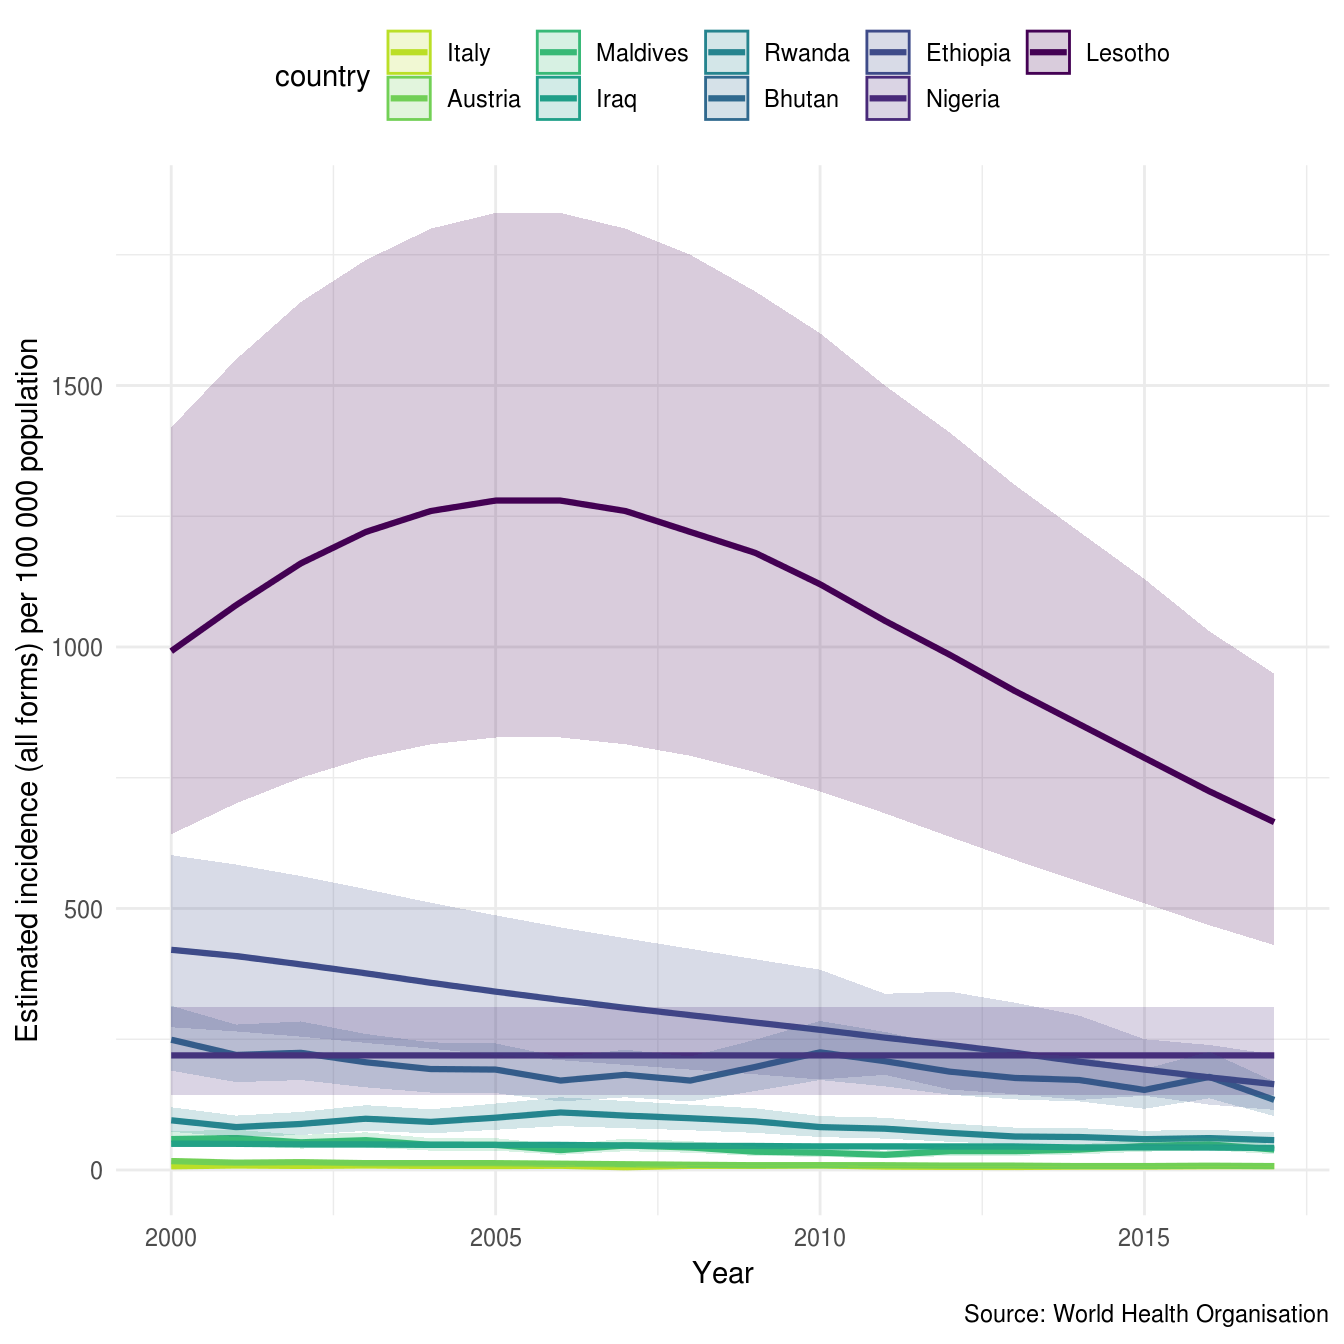 country
Italy
Maldives
Rwanda
Ethiopia
Lesotho
Austria
Iraq
Bhutan
Nigeria
Estimated incidence (all forms) per 100 000 population
1500
1000
500
0
2000
2005
2010
2015
Year
Source: World Health Organisation